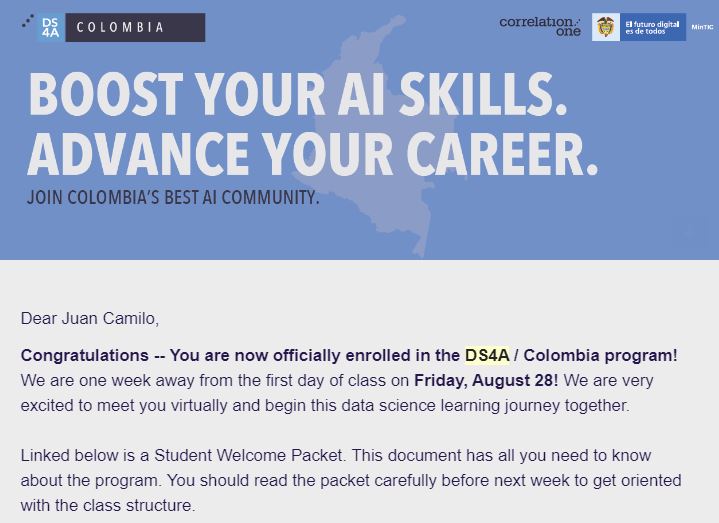 DS
4A COLOMBIA
correlation
one
El futuro digital
es de todos
MinTIC
BOOST YOUR AI SKILLS.
ADVANCE YOUR CAREER.
JOIN COLOMBIA'S BEST AI COMMUNITY.
Dear Juan Camilo,
Congratulations -- You are now officially enrolled in the DS4A / Colombia program!
We are one week away from the first day of class on Friday, August 28! We are very
excited to meet you virtually and begin this data science learning journey together.
Linked below is a Student Welcome Packet. This document has all you need to know
about the program. You should read the packet carefully before next week to get oriented
with the class structure.